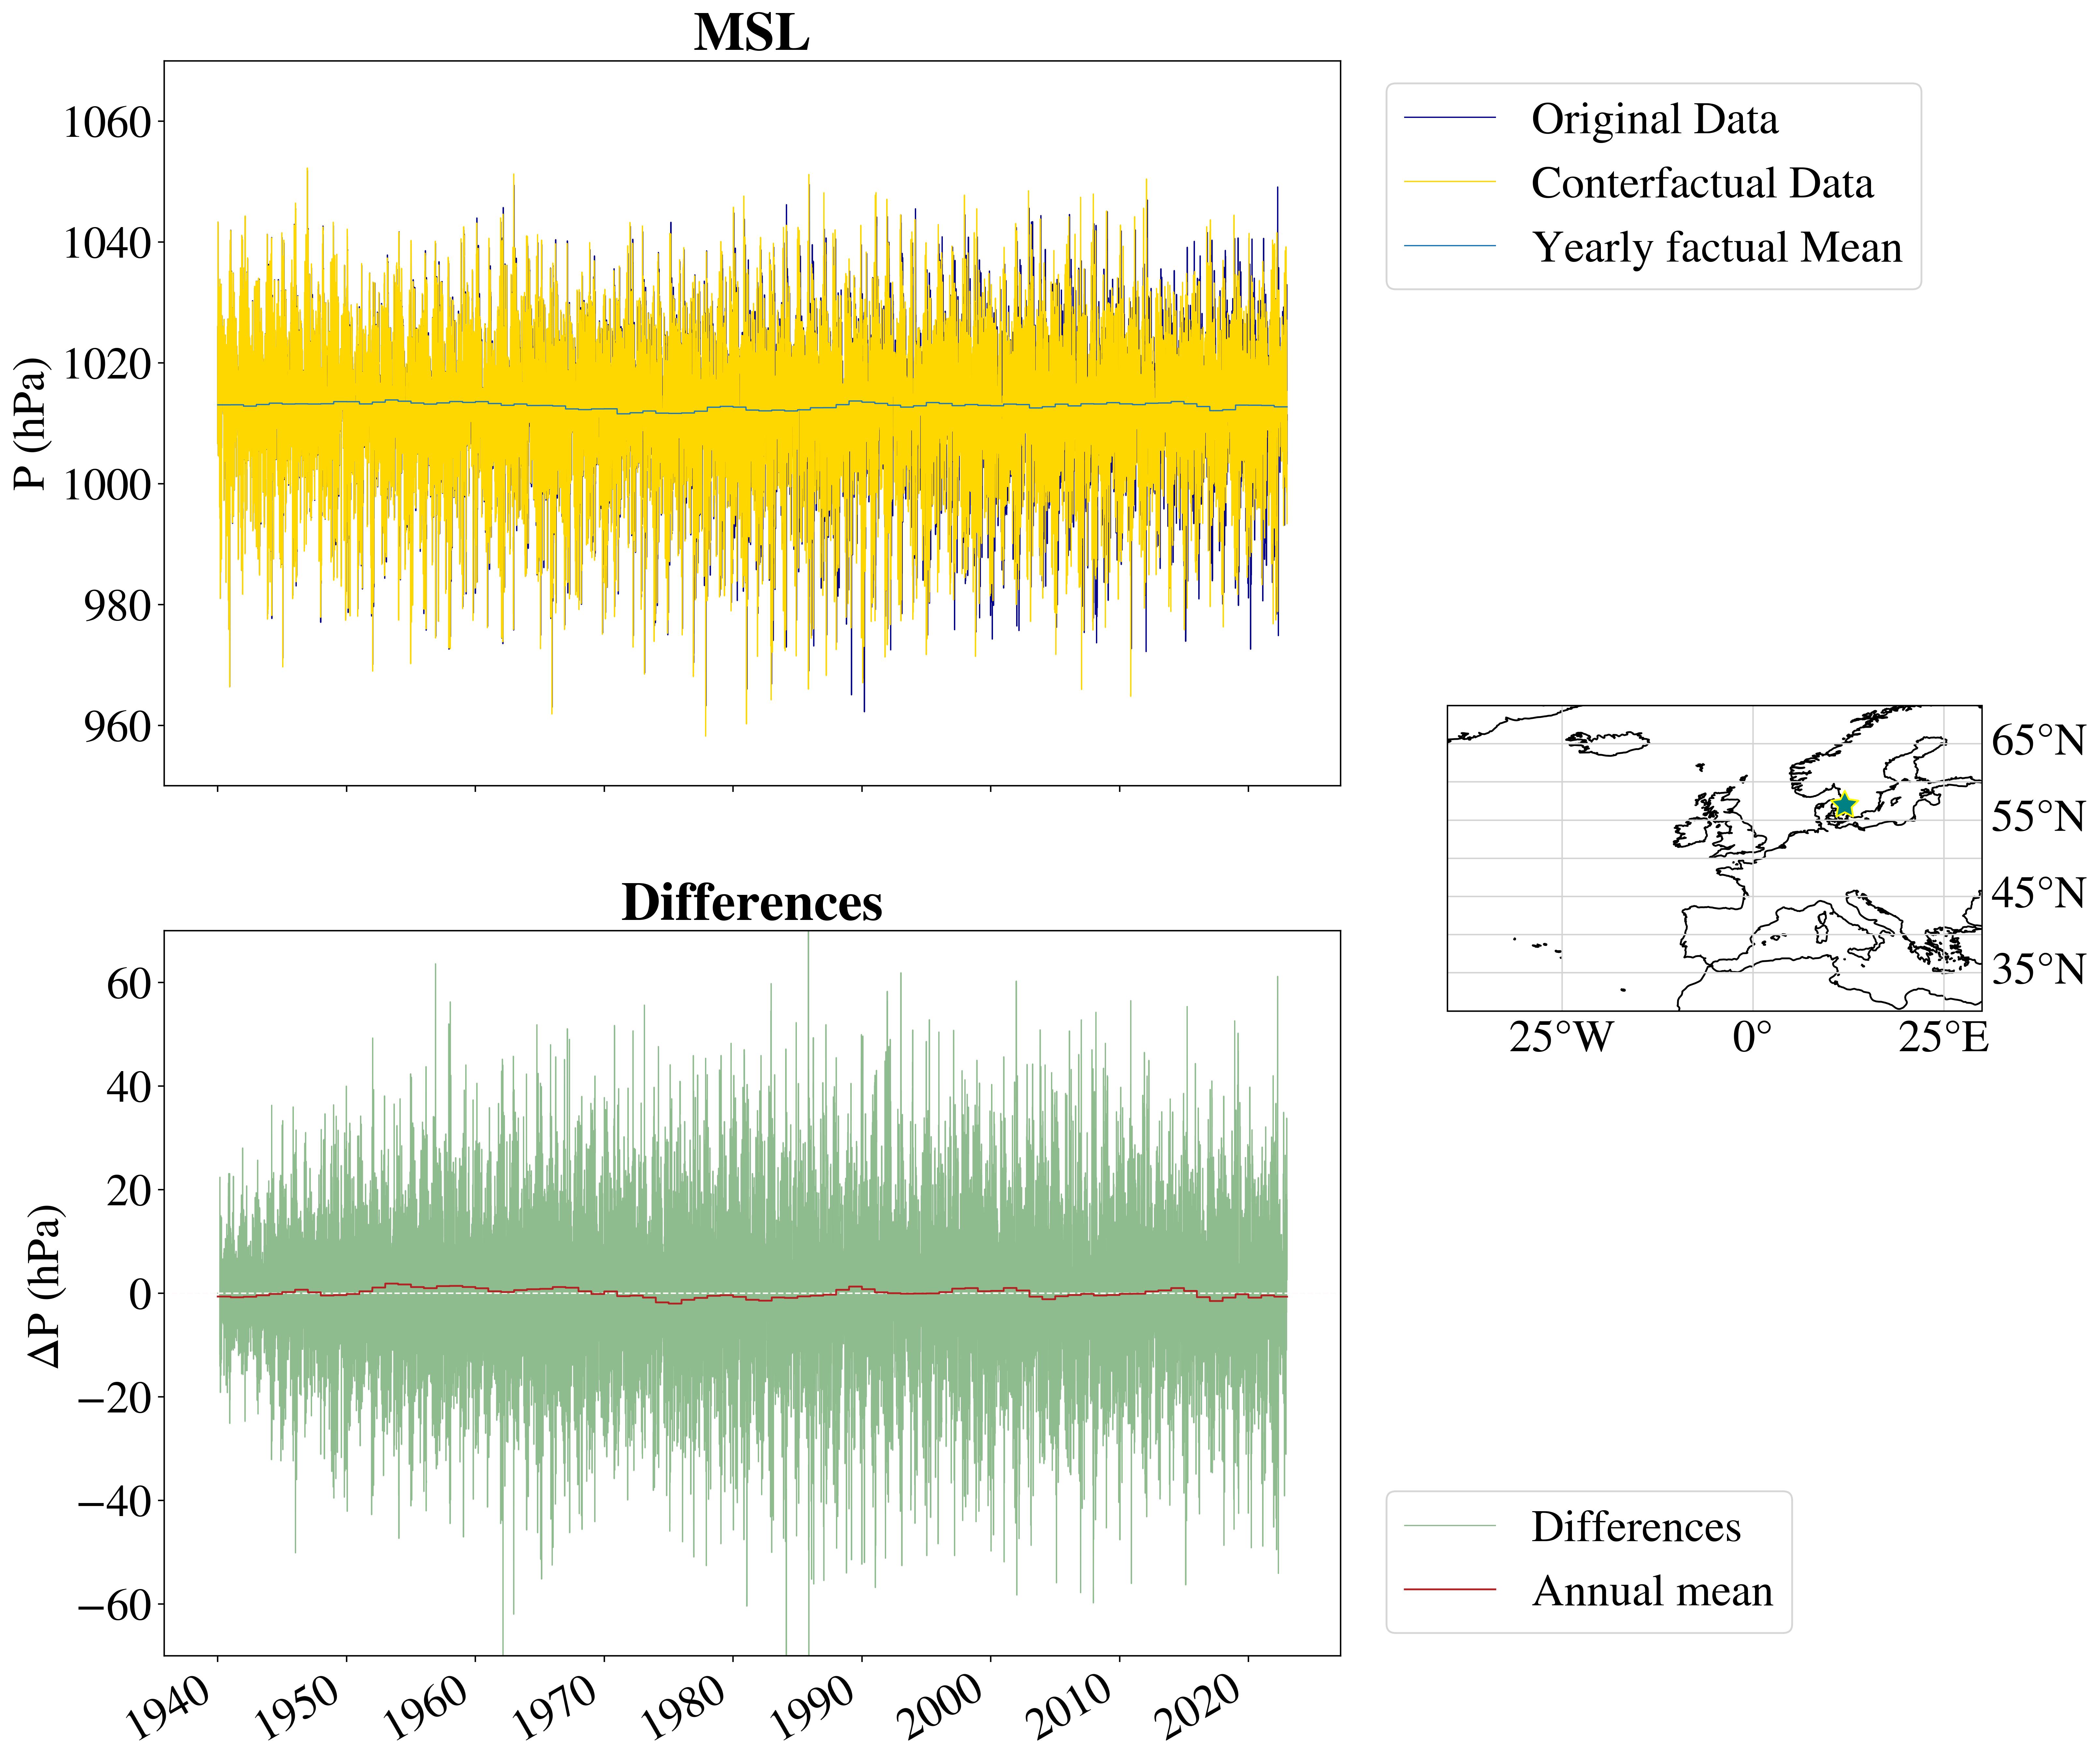 MSL
1060
1040
1020
1000
980
960
P (hPa)
Original Data
Conterfactual Data
Yearly factual Mean
65°N
55°N
45°N
35°N
25°W 0° 25°E
Differences
60
40
20
0
−20
−40
−60
ΔP (hPa)
1940 1950 1960 1970 1980 1990 2000 2010 2020
Differences
Annual mean